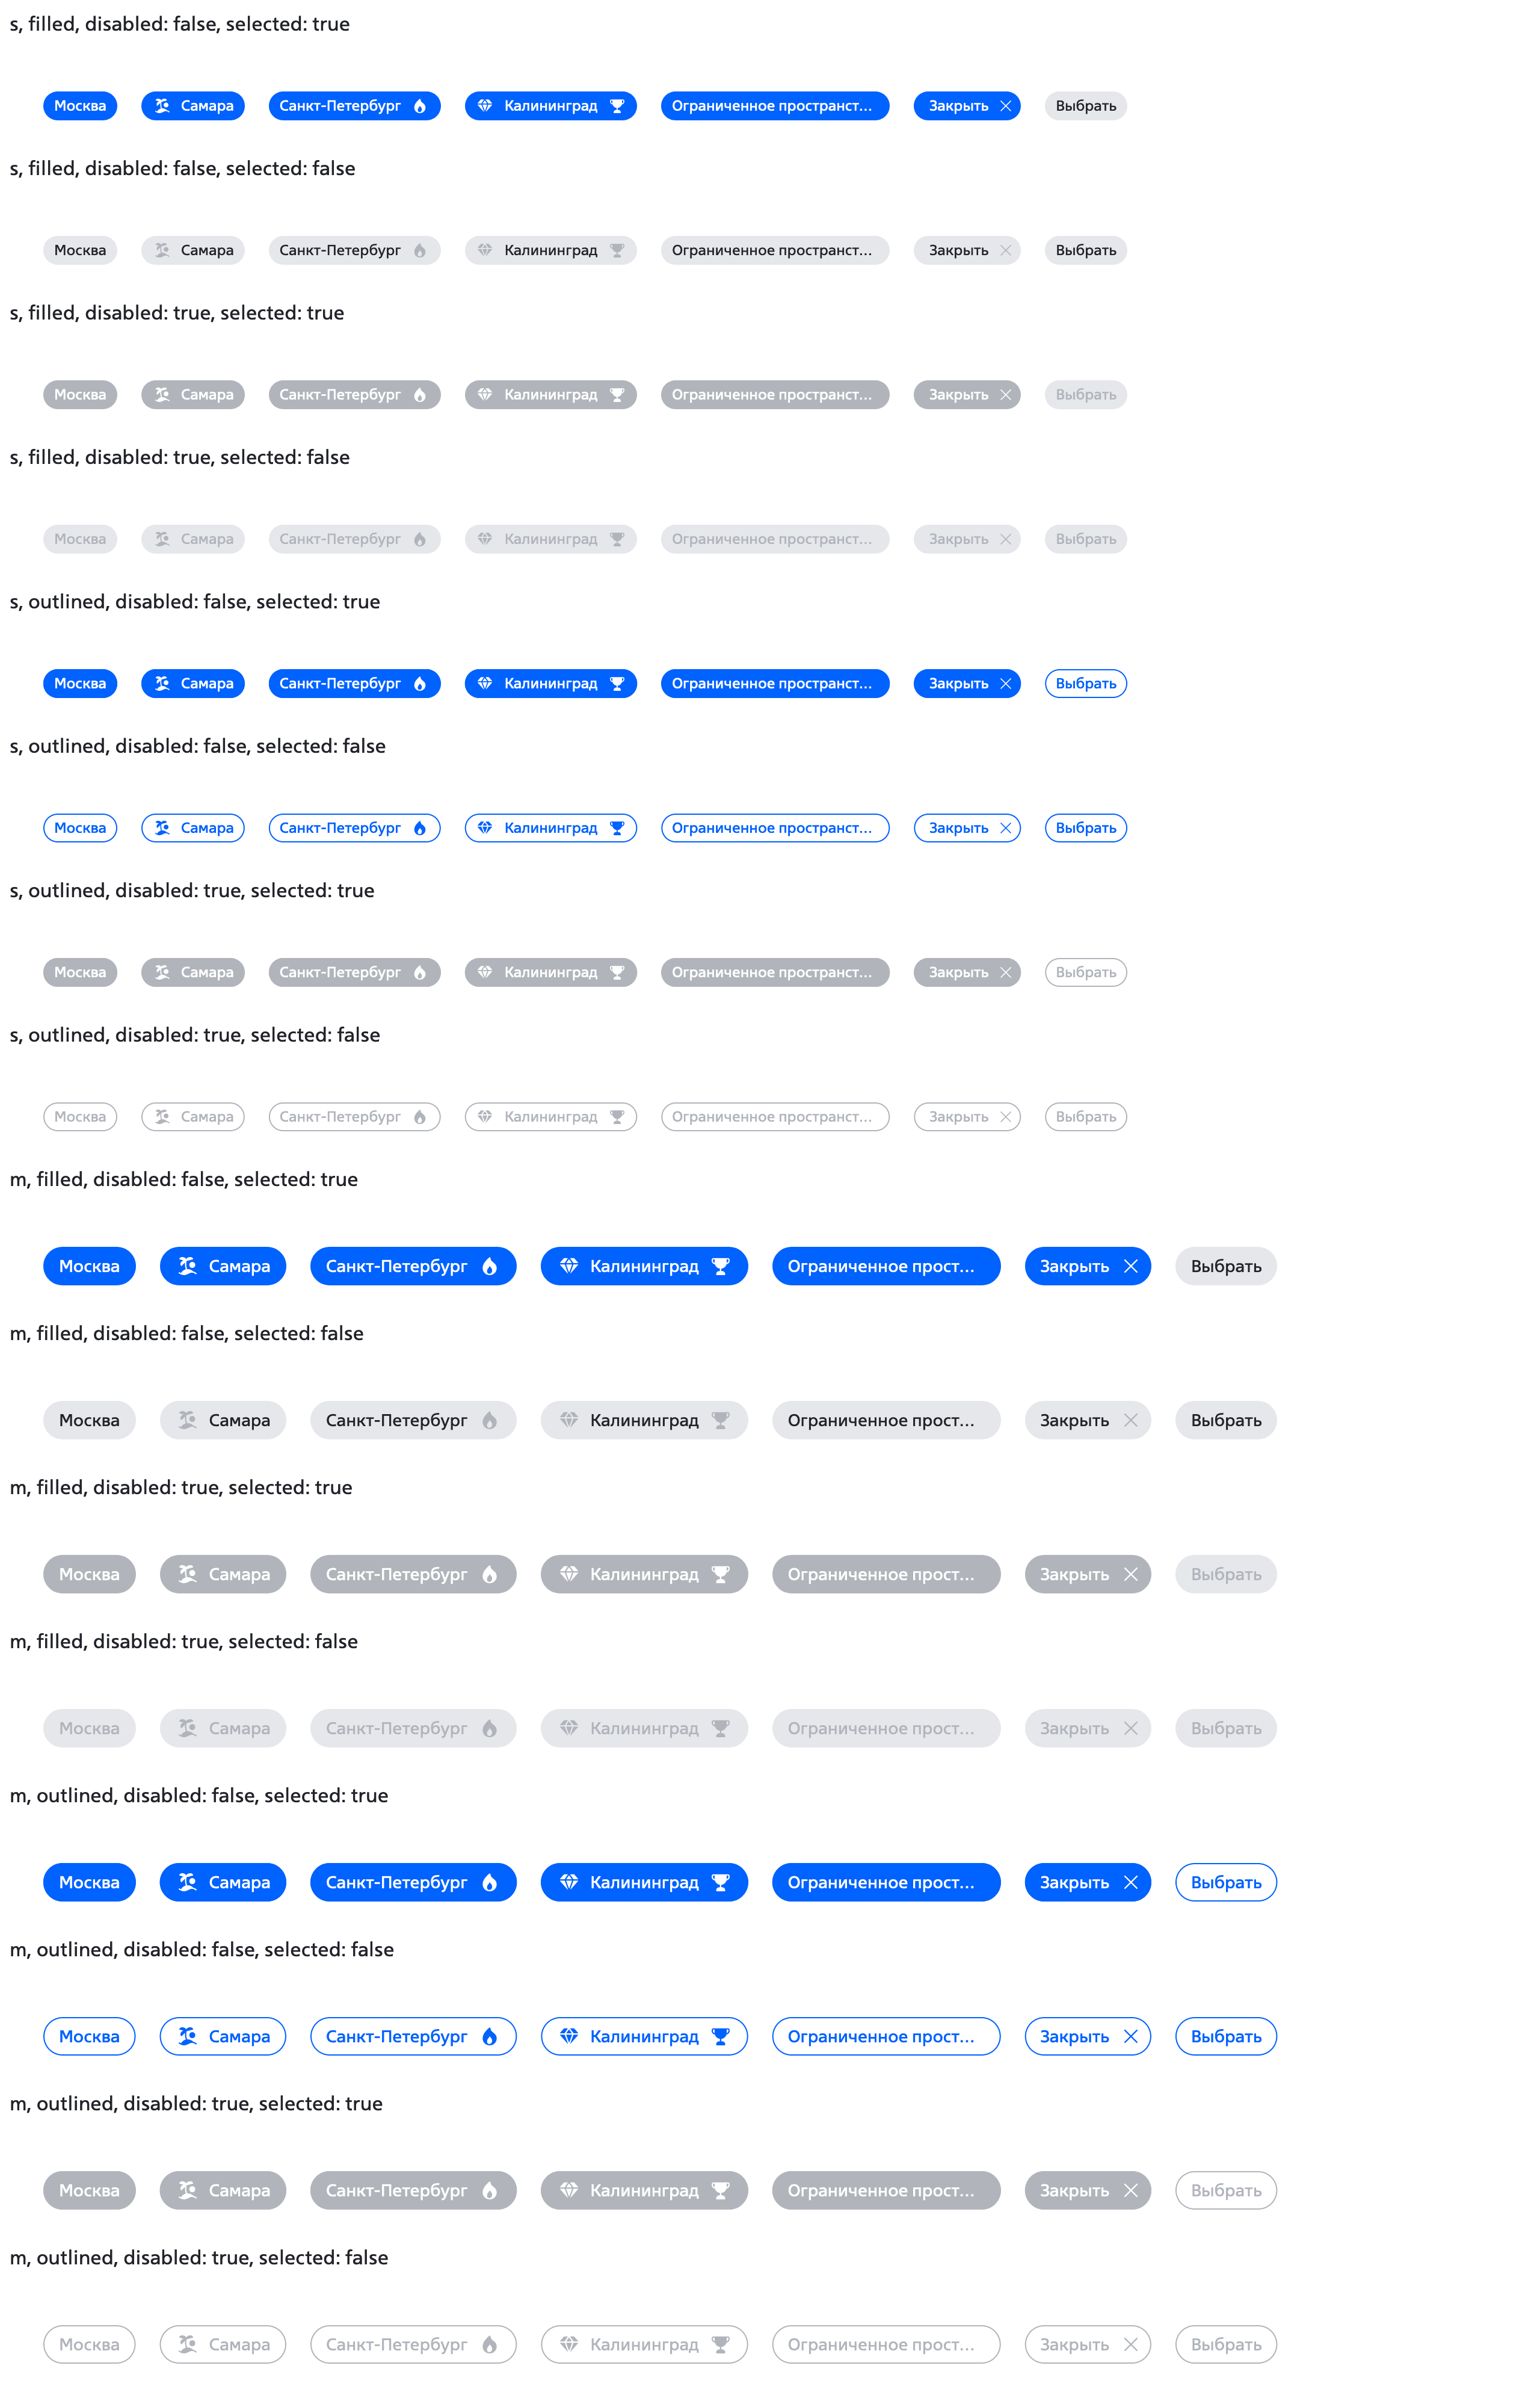 s, filled, disabled: false, selected: true
Москва Самара Санкт-Петербург Калининград Ограниченное пространст... Закрыть Выбрать
s, filled, disabled: false, selected: false
Москва Самара Санкт-Петербург Калининград Ограниченное пространст... Закрыть Выбрать
s, filled, disabled: true, selected: true
Москва Самара Санкт-Петербург Калининград Ограниченное пространст... Закрыть Выбрать
s, filled, disabled: true, selected: false
Москва Самара Санкт-Петербург Калининград Ограниченное пространст... Закрыть Выбрать
s, outlined, disabled: false, selected: true
Москва Самара Санкт-Петербург Калининград Ограниченное пространст... Закрыть Выбрать
s, outlined, disabled: false, selected: false
Москва Самара Санкт-Петербург Калининград Ограниченное пространст... Закрыть Выбрать
s, outlined, disabled: true, selected: true
Москва Самара Санкт-Петербург Калининград Ограниченное пространст... Закрыть Выбрать
s, outlined, disabled: true, selected: false
Москва Самара Санкт-Петербург Калининград Ограниченное пространст... Закрыть Выбрать
m, filled, disabled: false, selected: true
Москва Самара Санкт-Петербург Калининград Ограниченное прост... Закрыть Выбрать
m, filled, disabled: false, selected: false
Москва Самара Санкт-Петербург Калининград Ограниченное прост... Закрыть Выбрать
m, filled, disabled: true, selected: true
Москва Самара Санкт-Петербург Калининград Ограниченное прост... Закрыть Выбрать
m, filled, disabled: true, selected: false
Москва Самара Санкт-Петербург Калининград Ограниченное прост... Закрыть Выбрать
m, outlined, disabled: false, selected: true
Москва Самара Санкт-Петербург Калининград Ограниченное прост... Закрыть Выбрать
m, outlined, disabled: false, selected: false
Москва Самара Санкт-Петербург Калининград Ограниченное прост... Закрыть Выбрать
m, outlined, disabled: true, selected: true
Москва Самара Санкт-Петербург Калининград Ограниченное прост... Закрыть Выбрать
m, outlined, disabled: true, selected: false
Москва Самара Санкт-Петербург Калининград Ограниченное прост... Закрыть Выбрать